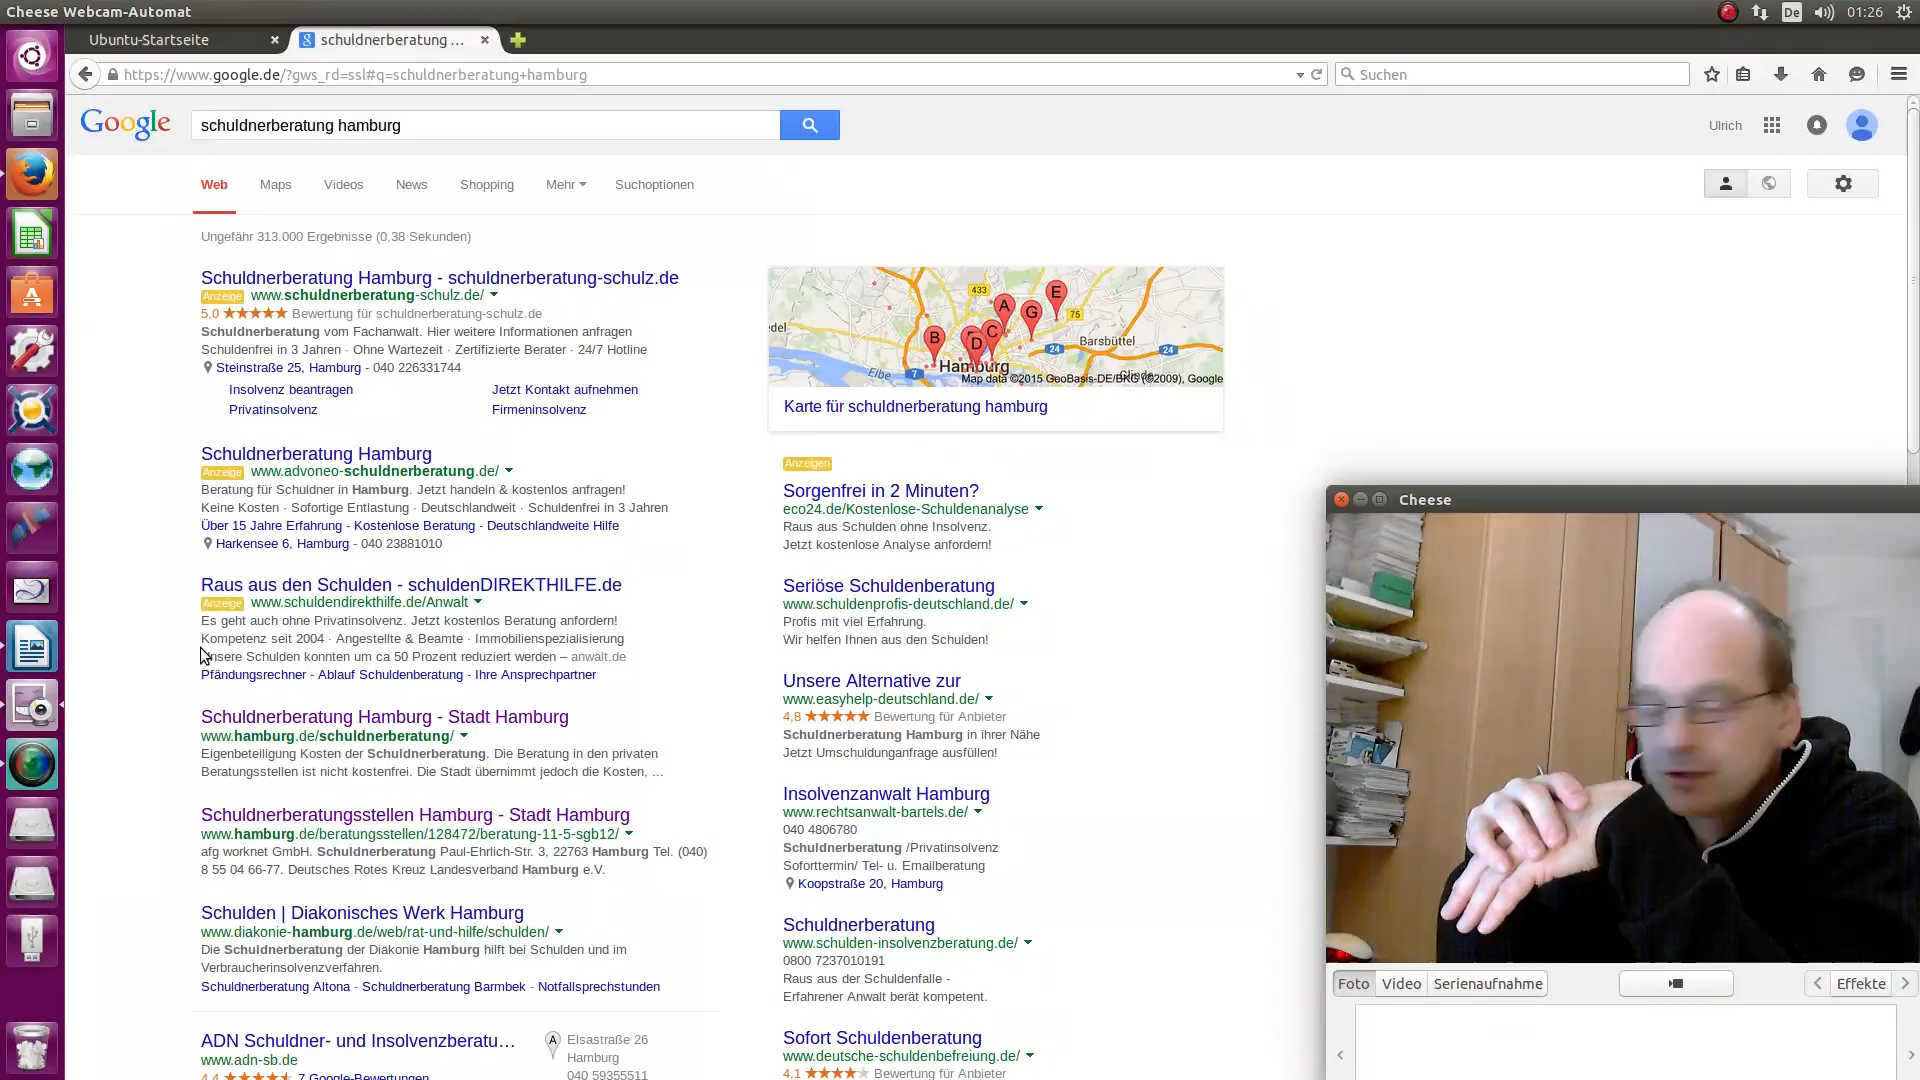 Cheese Webcam-Automat
De
01:26
Ubuntu-Startseite
schuldnerberatung ...
https://www.google.de/?gws_rd=ssl#q=schuldnerberatung+hamburg
Suchen
Google
schuldnerberatung hamburg
Ulrich
Web
Maps
Videos
News
Shopping
Mehr
Suchoptionen
Ungefähr 313.000 Ergebnisse (0,38 Sekunden)
Schuldnerberatung Hamburg - schuldnerberatung-schulz.de
Anzeige www.schuldnerberatung-schulz.de/
5,0 ★★★★★ Bewertung für schuldnerberatung-schulz.de
Schuldnerberatung vom Fachanwalt. Hier weitere Informationen anfragen
Schuldenfrei in 3 Jahren · Ohne Wartezeit · Zertifizierte Berater · 24/7 Hotline
Steinstraße 25, Hamburg - 040 226331744
Insolvenz beantragen
Jetzt Kontakt aufnehmen
Privatinsolvenz
Firmeninsolvenz
Schuldnerberatung Hamburg
Anzeige www.advoneo-schuldnerberatung.de/
Beratung für Schuldner in Hamburg. Jetzt handeln & kostenlos anfragen!
Keine Kosten · Sofortige Entlastung · Deutschlandweit · Schuldenfrei in 3 Jahren
Über 15 Jahre Erfahrung - Kostenlose Beratung - Deutschlandweite Hilfe
Harkensee 6, Hamburg - 040 23881010
Raus aus den Schulden - schuldenDIREKTHILFE.de
Anzeige www.schuldendirekthilfe.de/Anwalt
Es geht auch ohne Privatinsolvenz. Jetzt kostenlos Beratung anfordern!
Kompetenz seit 2004 · Angestellte & Beamte · Immobilienspezialisierung
nsere Schulden konnten um ca 50 Prozent reduziert werden – anwalt.de
Pfändungsrechner - Ablauf Schuldenberatung - Ihre Ansprechpartner
Schuldnerberatung Hamburg - Stadt Hamburg
www.hamburg.de/schuldnerberatung/
Eigenbeteiligung Kosten der Schuldnerberatung. Die Beratung in den privaten
Beratungsstellen ist nicht kostenfrei. Die Stadt übernimmt jedoch die Kosten, ...
Schuldnerberatungsstellen Hamburg - Stadt Hamburg
www.hamburg.de/beratungsstellen/128472/beratung-11-5-sgb12/
afg worknet GmbH. Schuldnerberatung Paul-Ehrlich-Str. 3, 22763 Hamburg Tel. (040)
8 55 04 66-77. Deutsches Rotes Kreuz Landesverband Hamburg e.V.
Schulden | Diakonisches Werk Hamburg
www.diakonie-hamburg.de/web/rat-und-hilfe/schulden/
Die Schuldnerberatung der Diakonie Hamburg hilft bei Schulden und im
Verbraucherinsolvenzverfahren.
Schuldnerberatung Altona - Schuldnerberatung Barmbek - Notfallsprechstunden
ADN Schuldner- und Insolvenzberatu...
www.adn-sb.de
4,4 7 Google-Bewertungen
A
Elsastraße 26
Hamburg
040 59355511
433
A
E
G
75
B
C
D
24
Barsbüttel
24
Hamburg
Elbe
7
Map data ©2015 GeoBasis-DE/BKG (©2009), Google
Karte für schuldnerberatung hamburg
Anzeigen
Sorgenfrei in 2 Minuten?
eco24.de/Kostenlose-Schuldenanalyse
Raus aus Schulden ohne Insolvenz.
Jetzt kostenlose Analyse anfordern!
Seriöse Schuldenberatung
www.schuldenprofis-deutschland.de/
Profis mit viel Erfahrung.
Wir helfen Ihnen aus den Schulden!
Unsere Alternative zur
www.easyhelp-deutschland.de/
4,8 ★★★★★ Bewertung für Anbieter
Schuldnerberatung Hamburg in ihrer Nähe
Jetzt Umschuldungsanfrage ausfüllen!
Insolvenzanwalt Hamburg
www.rechtsanwalt-bartels.de/
040 4806780
Schuldnerberatung /Privatinsolvenz
Soforttermin/ Tel- u. Emailberatung
Koopstraße 20, Hamburg
Schuldnerberatung
www.schulden-insolvenzberatung.de/
0800 7237010191
Raus aus der Schuldenfalle -
Erfahrener Anwalt berät kompetent.
Sofort Schuldenberatung
www.deutsche-schuldenbefreiung.de/
4,1 ★★★★★ Bewertung für Anbieter
Cheese
Foto
Video
Serienaufnahme
Effekte